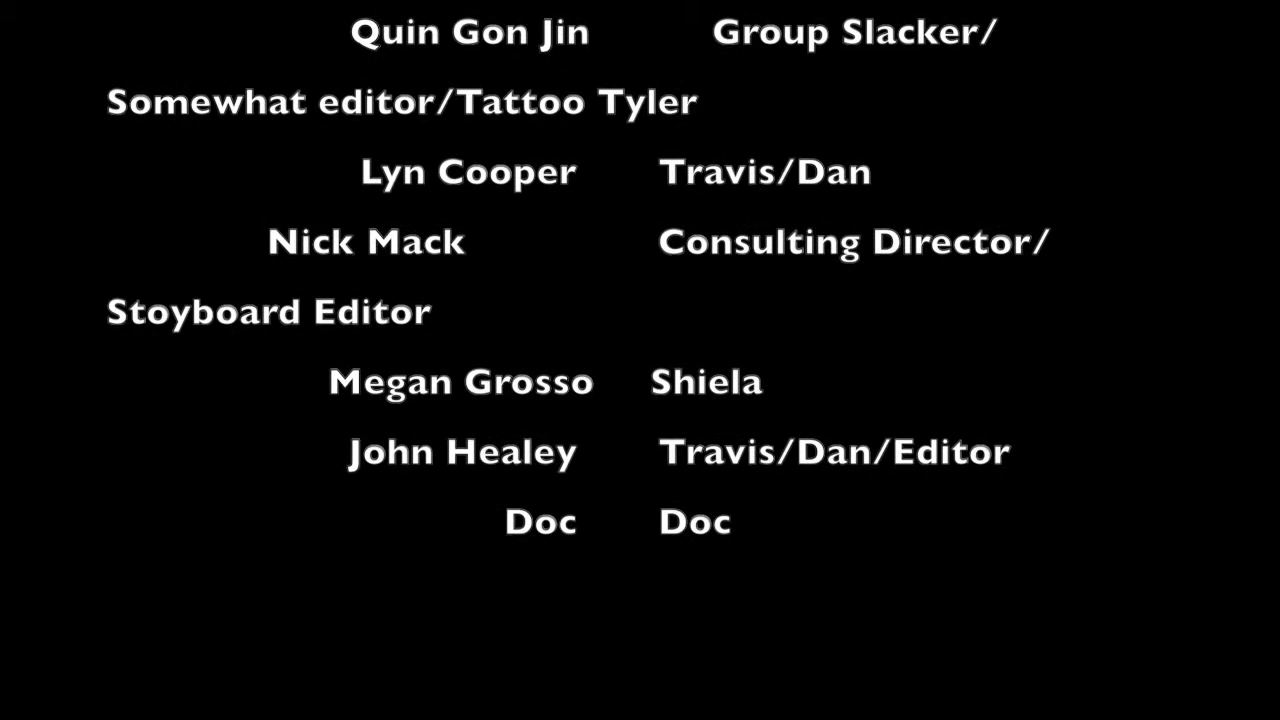 Quin Gon Jin Group Slacker/
Somewhat editor/Tattoo Tyler
Lyn Cooper Travis/Dan
Nick Mack Consulting Director/
Stoyboard Editor
Megan Grosso Shiela
John Healey Travis/Dan/Editor
Doc Doc